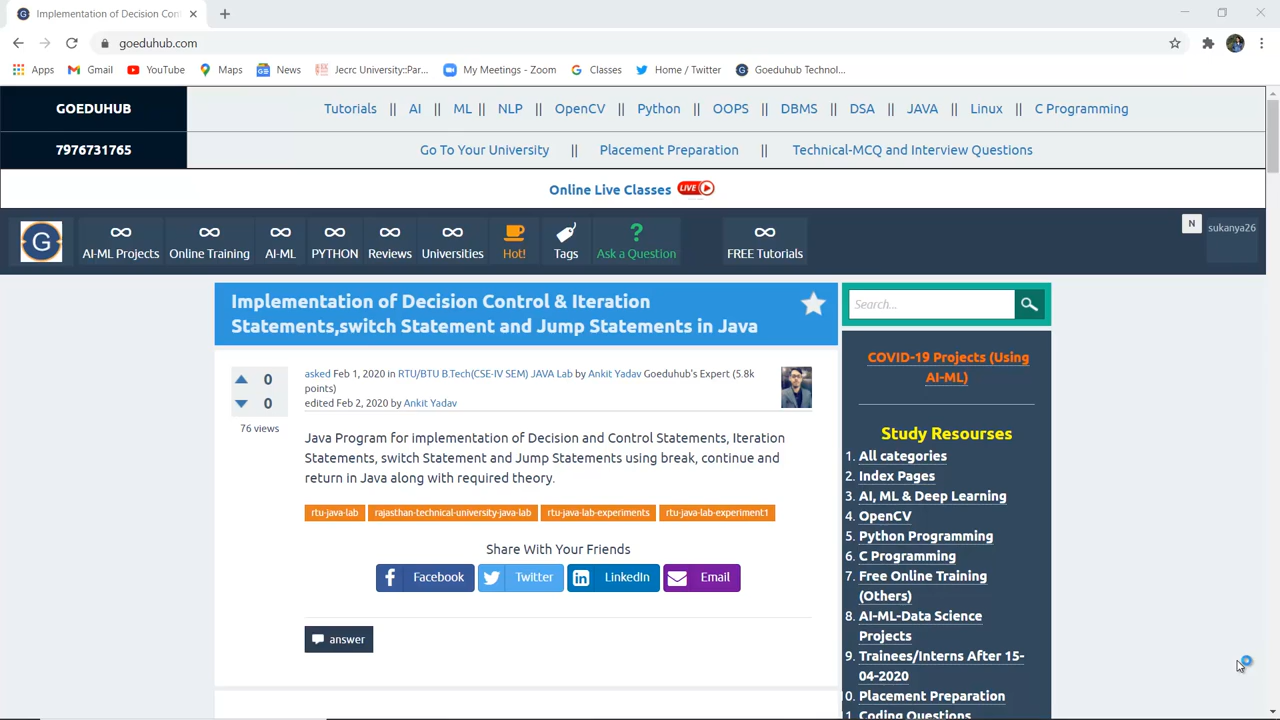 Implementation of Decision Con
goeduhub.com
Apps Gmail YouTube Maps News Jecrc University::Par... My Meetings - Zoom Classes Home / Twitter Goeduhub Technol...
GOEDUHUB Tutorials || AI || ML || NLP || OpenCV || Python || OOPS || DBMS || DSA || JAVA || Linux || C Programming
7976731765 Go To Your University || Placement Preparation || Technical-MCQ and Interview Questions
Online Live Classes LIVE
G AI-ML Projects Online Training AI-ML PYTHON Reviews Universities Hot! Tags Ask a Question FREE Tutorials N sukanya26
Implementation of Decision Control & Iteration
Statements,switch Statement and Jump Statements in Java
0
0
76 views
asked Feb 1, 2020 in RTU/BTU B.Tech(CSE-IV SEM) JAVA Lab by Ankit Yadav Goeduhub's Expert (5.8k
points)
edited Feb 2, 2020 by Ankit Yadav
Java Program for implementation of Decision and Control Statements, Iteration
Statements, switch Statement and Jump Statements using break, continue and
return in Java along with required theory.
rtu-java-lab rajasthan-technical-university-java-lab rtu-java-lab-experiments rtu-java-lab-experiment1
Share With Your Friends
Facebook Twitter LinkedIn Email
answer
Search...
COVID-19 Projects (Using
AI-ML)
Study Resourses
1. All categories
2. Index Pages
3. AI, ML & Deep Learning
4. OpenCV
5. Python Programming
6. C Programming
7. Free Online Training
(Others)
8. AI-ML-Data Science
Projects
9. Trainees/Interns After 15-
04-2020
10. Placement Preparation
11. Coding Questions